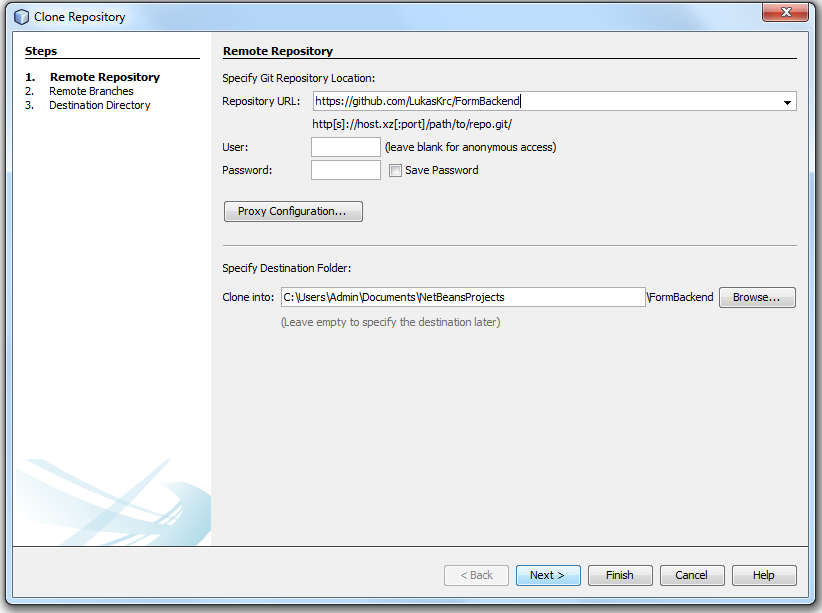 Clone Repository
Steps
1. Remote Repository
2. Remote Branches
3. Destination Directory
Remote Repository
Specify Git Repository Location:
Repository URL: https://github.com/LukasKrc/FormBackend
http[s]://host.xz[:port]/path/to/repo.git/
User: (leave blank for anonymous access)
Password: Save Password
Proxy Configuration...
Specify Destination Folder:
Clone into: C:\Users\Admin\Documents\NetBeansProjects \FormBackend Browse...
(Leave empty to specify the destination later)
< Back Next > Finish Cancel Help